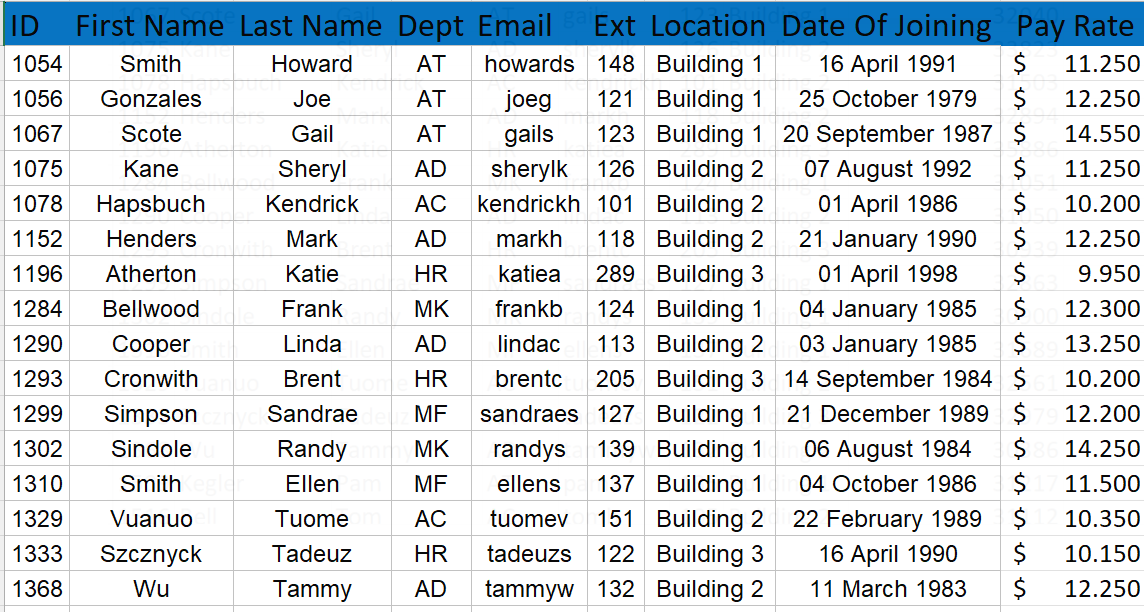 ID First Name Last Name Dept Email Ext Location Date Of Joining Pay Rate
1054 Smith Howard AT howards 148 Building 1 16 April 1991 $ 11.250
1056 Gonzales Joe AT joeg 121 Building 1 25 October 1979 $ 12.250
1067 Scote Gail AT gails 123 Building 1 20 September 1987 $ 14.550
1075 Kane Sheryl AD sherylk 126 Building 2 07 August 1992 $ 11.250
1078 Hapsbuch Kendrick AC kendrickh 101 Building 2 01 April 1986 $ 10.200
1152 Henders Mark AD markh 118 Building 2 21 January 1990 $ 12.250
1196 Atherton Katie HR katiea 289 Building 3 01 April 1998 $ 9.950
1284 Bellwood Frank MK frankb 124 Building 1 04 January 1985 $ 12.300
1290 Cooper Linda AD lindac 113 Building 2 03 January 1985 $ 13.250
1293 Cronwith Brent HR brentc 205 Building 3 14 September 1984 $ 10.200
1299 Simpson Sandrae MF sandraes 127 Building 1 21 December 1989 $ 12.200
1302 Sindole Randy MK randys 139 Building 1 06 August 1984 $ 14.250
1310 Smith Ellen MF ellens 137 Building 1 04 October 1986 $ 11.500
1329 Vuanuo Tuome AC tuomev 151 Building 2 22 February 1989 $ 10.350
1333 Szcznyck Tadeuz HR tadeuzs 122 Building 3 16 April 1990 $ 10.150
1368 Wu Tammy AD tammyw 132 Building 2 11 March 1983 $ 12.250